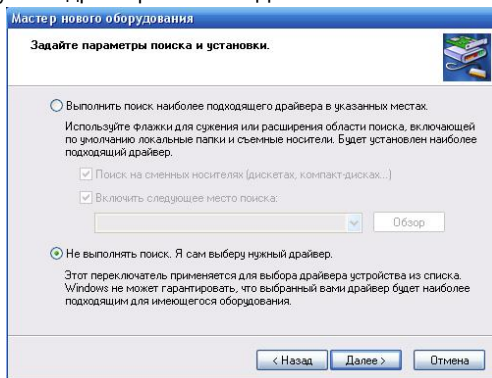 Мастер нового оборудования
Задайте параметры поиска и установки.
Выполнить поиск наиболее подходящего драйвера в указанных местах.
Используйте флажки для сужения или расширения области поиска, включающей
по умолчанию локальные папки и съемные носители. Будет установлен наиболее
подходящий драйвер.
Поиск на сменных носителях (дискетах, компакт-дисках...)
Включить следующее место поиска:
Обзор
Не выполнять поиск. Я сам выберу нужный драйвер.
Этот переключатель применяется для выбора драйвера устройства из списка.
Windows не может гарантировать, что выбранный вами драйвер будет наиболее
подходящим для имеющегося оборудования.
< Назад Далее > Отмена